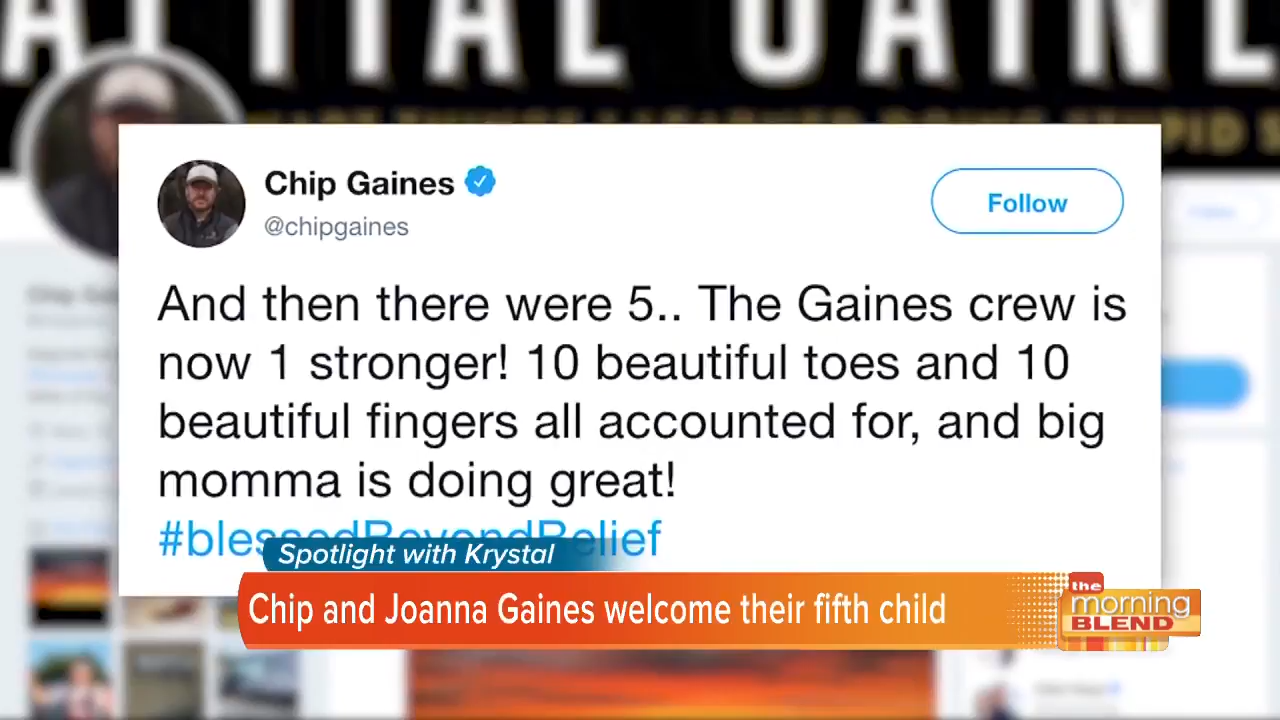 Chip Gaines
@chipgaines
Follow
And then there were 5.. The Gaines crew is
now 1 stronger! 10 beautiful toes and 10
beautiful fingers all accounted for, and big
momma is doing great!
#blessedBeyondBelief
Spotlight with Krystal
Chip and Joanna Gaines welcome their fifth child
the
morning
BLEND